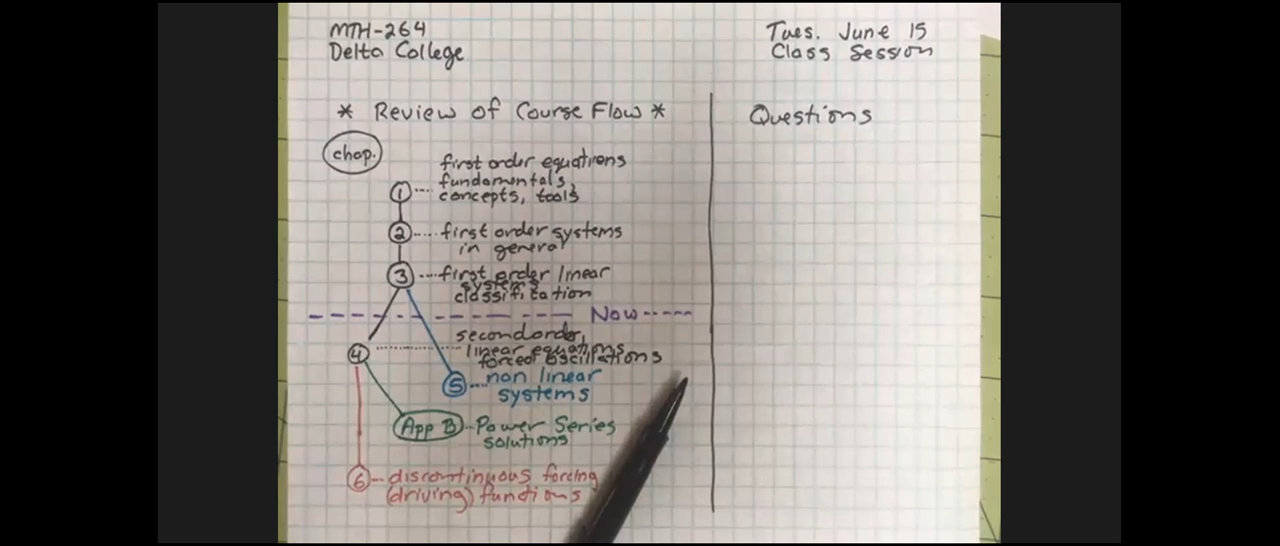 MTH-264
Delta College
Tues. June 15
Class Session
* Review of Course Flow *
Questions
chap.
first order equations
① fundamentals,
concepts, tools
② first order systems
in general
③ first order linear
systems
classification
Now
second order,
④ linear equations
forced oscillations
⑤ non linear
systems
App B Power Series
solutions
⑥ discontinuous forcing
(driving) functions